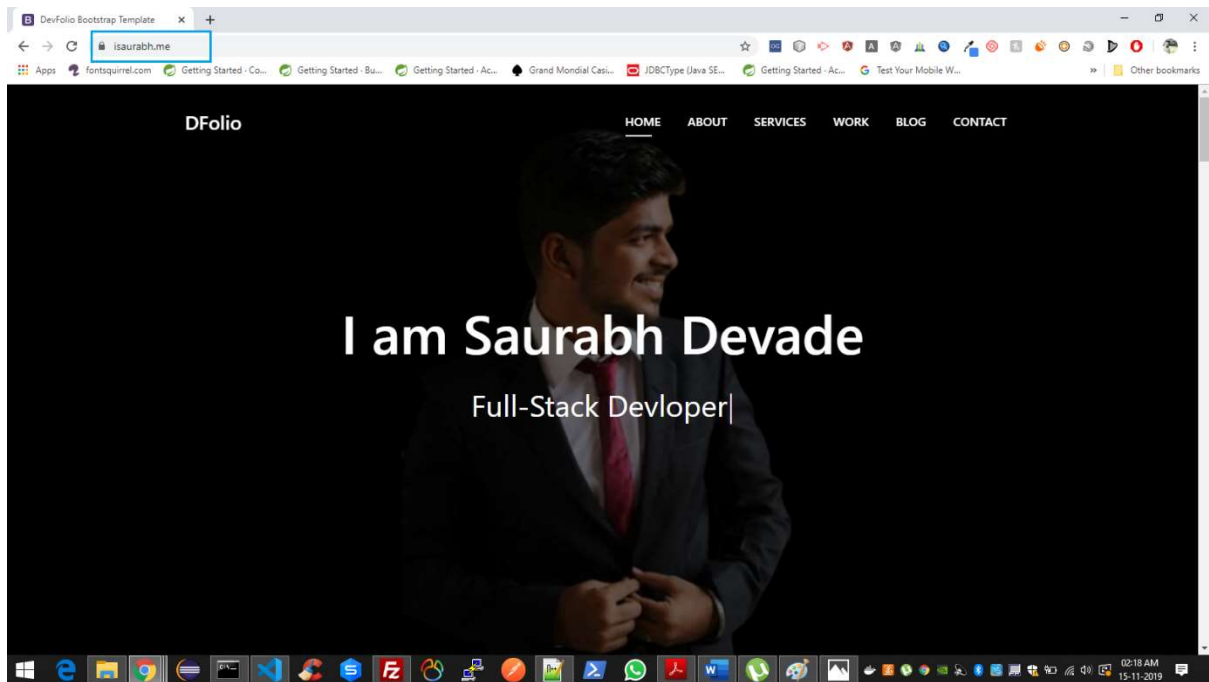 DevFolio Bootstrap Template
isaurabh.me
Apps fontsquirrel.com Getting Started · Co... Getting Started · Bu... Getting Started · Ac... Grand Mondial Casi... JDBCType (Java SE... Getting Started · Ac... Test Your Mobile W... » Other bookmarks
DFolio HOME ABOUT SERVICES WORK BLOG CONTACT
I am Saurabh Devade
Full-Stack Devloper|
02:18 AM
15-11-2019